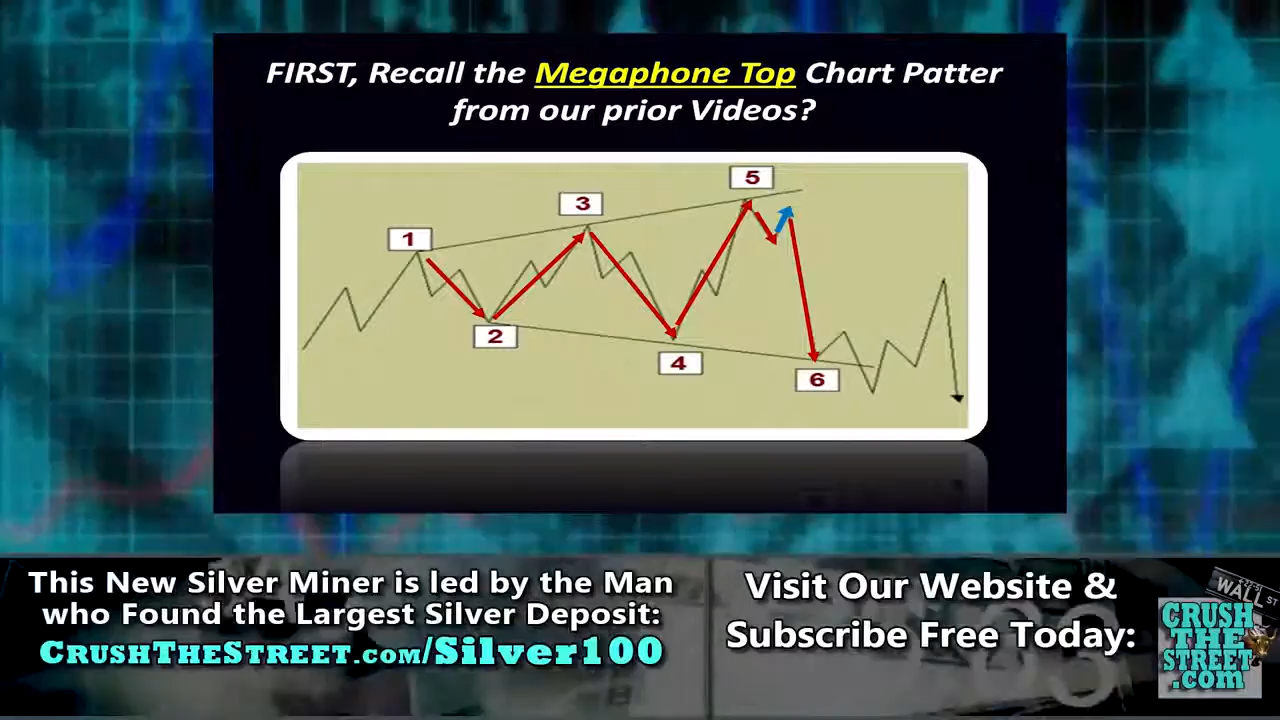 FIRST, Recall the Megaphone Top Chart Patter
from our prior Videos?
5
3
1
2
4
6
This New Silver Miner is led by the Man
who Found the Largest Silver Deposit:
CRUSHTHESTREET.COM/SILVER100
Visit Our Website &
Subscribe Free Today:
WALL ST
CRUSH
THE
STREET
.com